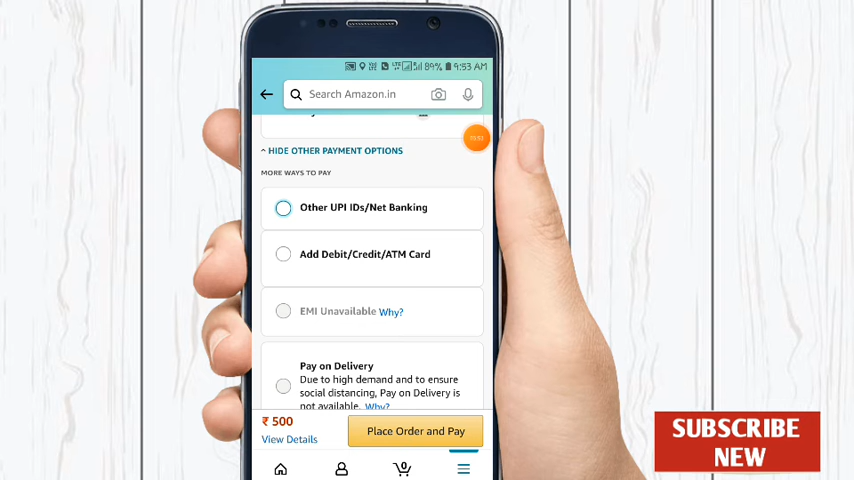 89% 9:53 AM
Search Amazon.in
^ HIDE OTHER PAYMENT OPTIONS
MORE WAYS TO PAY
Other UPI IDs/Net Banking
Add Debit/Credit/ATM Card
EMI Unavailable Why?
Pay on Delivery
Due to high demand and to ensure
social distancing, Pay on Delivery is
not available. Why?
₹ 500
View Details
Place Order and Pay
0
SUBSCRIBE
NEW